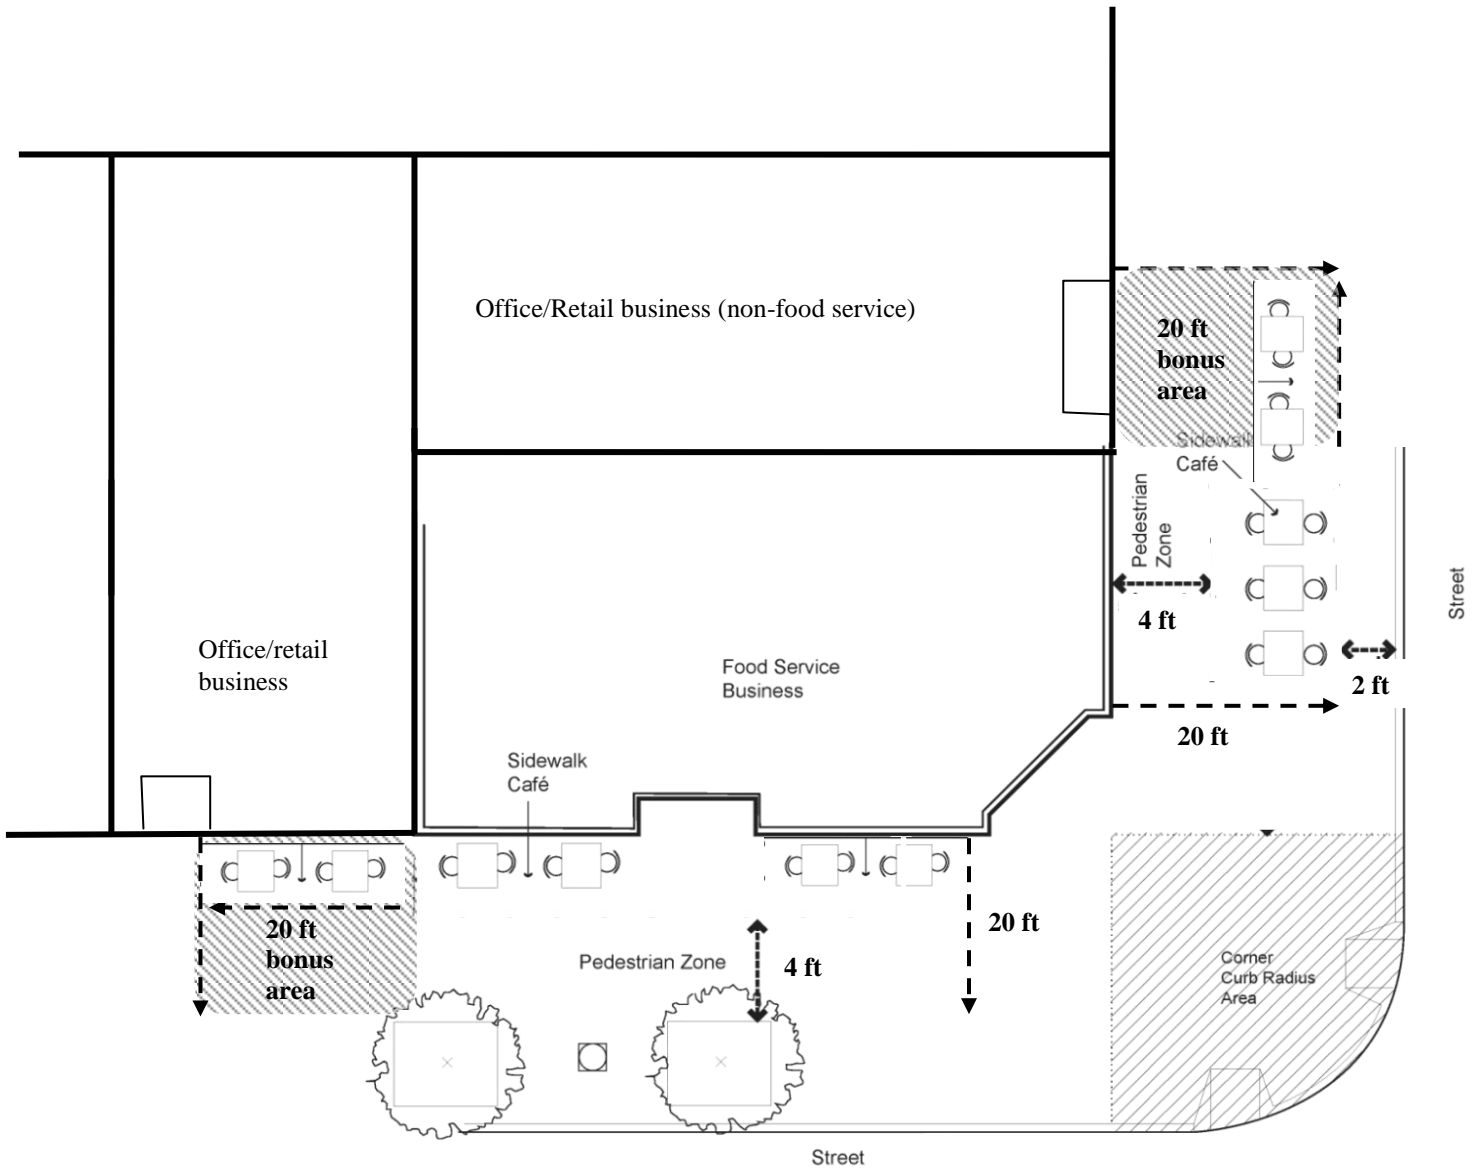 Office/Retail business (non-food service)
20 ft
bonus
area
Sidewalk
Café
Pedestrian
Zone
4 ft
Street
2 ft
20 ft
Office/retail
business
Food Service
Business
Sidewalk
Café
20 ft
bonus
area
Pedestrian Zone
4 ft
20 ft
Corner
Curb Radius
Area
Street